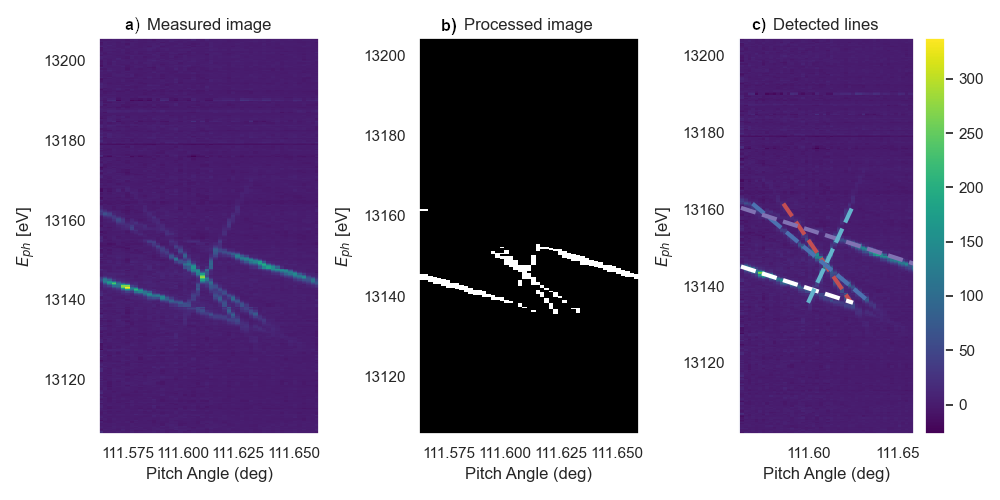 a) Measured image
b) Processed image
c) Detected lines
13200
13180
13160
13140
13120
E_ph [eV]
111.575 111.600 111.625 111.650
Pitch Angle (deg)
13200
13180
13160
13140
13120
E_ph [eV]
111.575 111.600 111.625 111.650
Pitch Angle (deg)
13200
13180
13160
13140
13120
E_ph [eV]
111.60 111.65
Pitch Angle (deg)
300
250
200
150
100
50
0